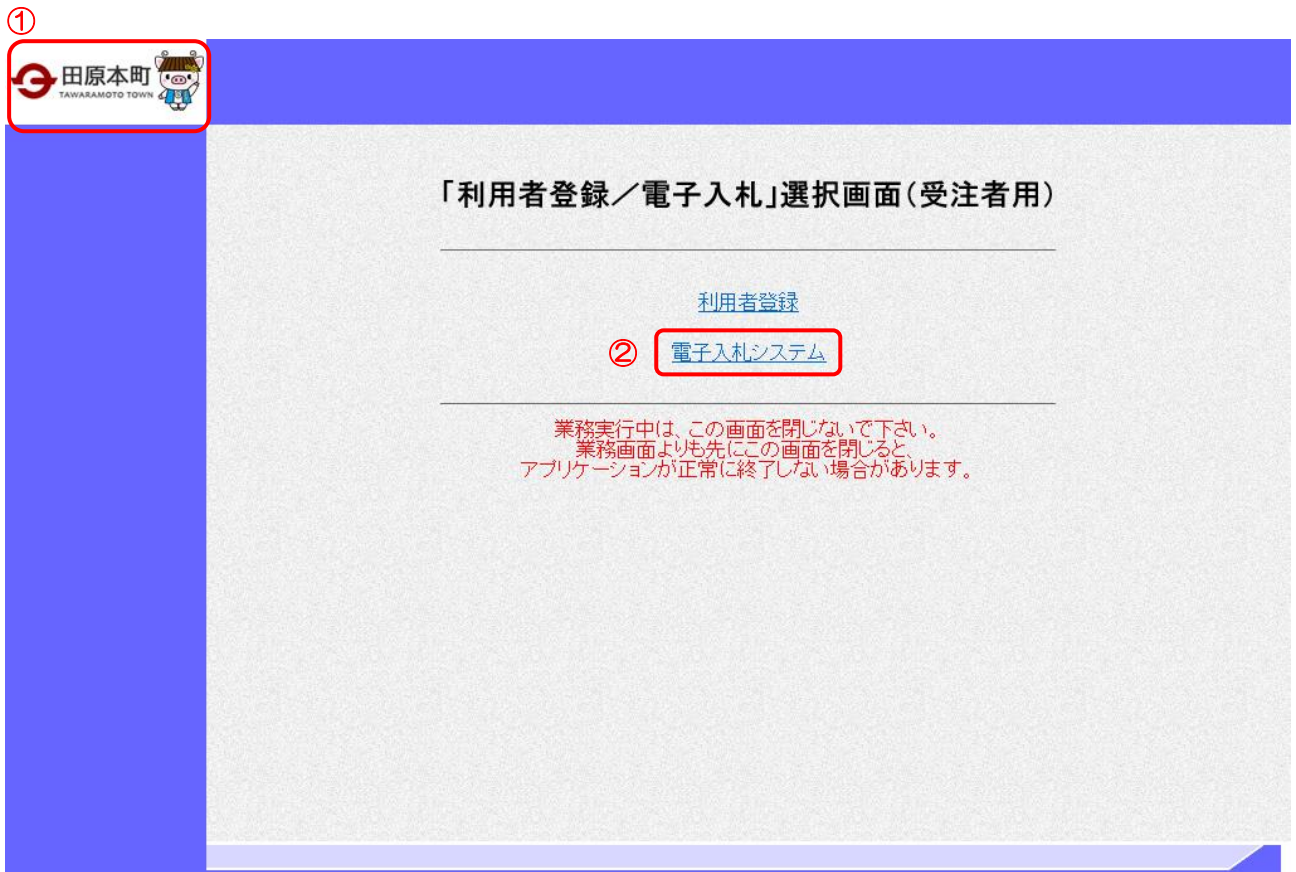 ①
田原本町
TAWARAMOTO TOWN
「利用者登録／電子入札」選択画面（受注者用）
利用者登録
② 電子入札システム
業務実行中は、この画面を閉じないで下さい。
業務画面よりも先にこの画面を閉じると、
アプリケーションが正常に終了しない場合があります。